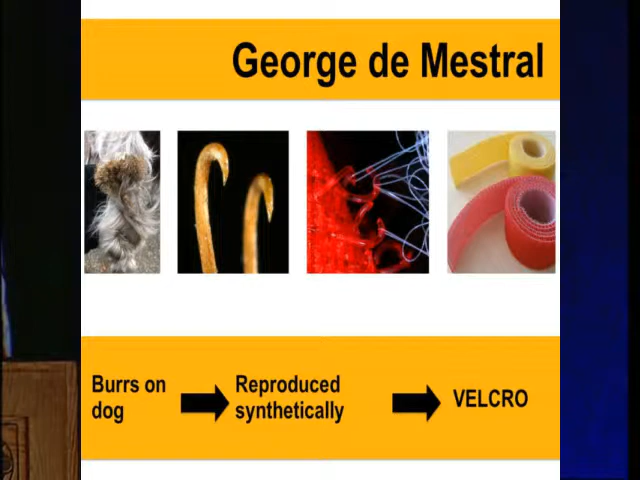 George de Mestral
Burrs on
dog
Reproduced
synthetically
VELCRO